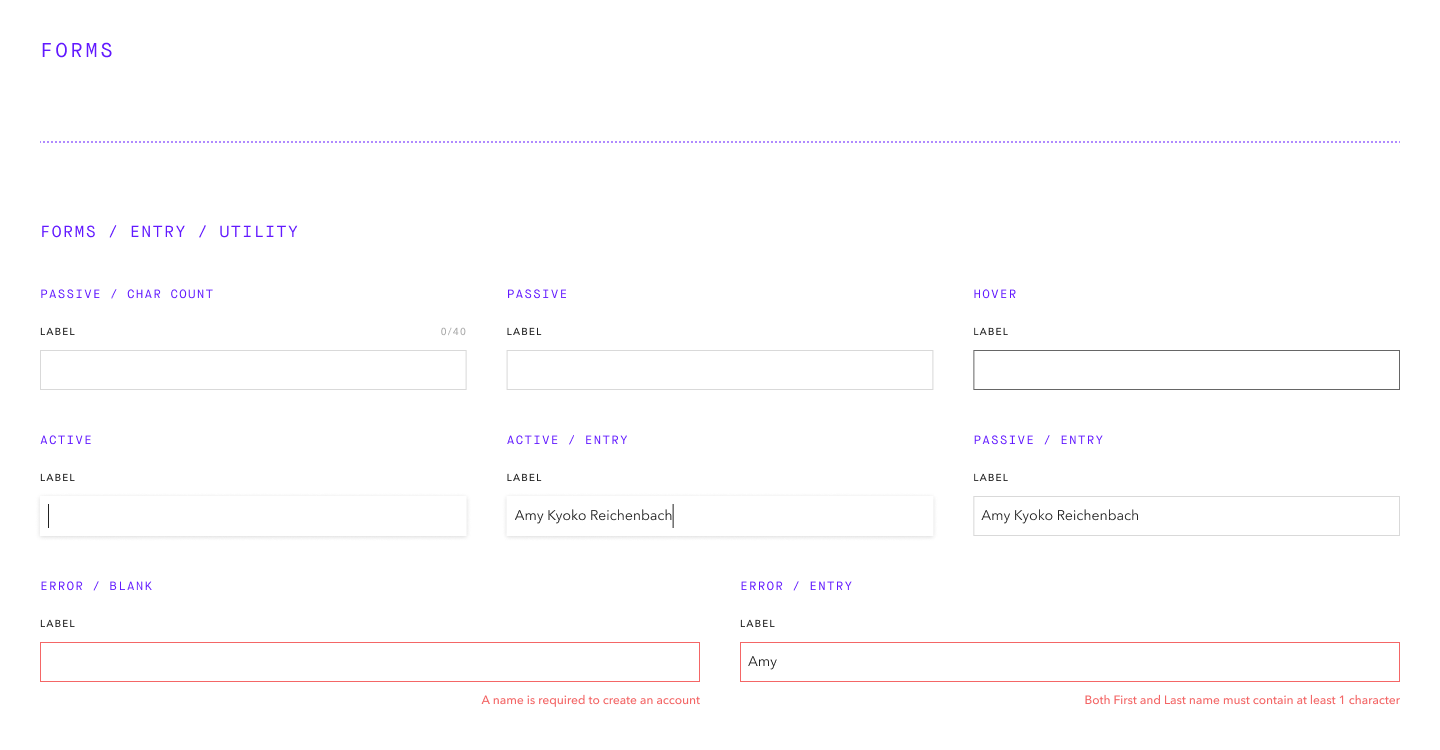 FORMS
FORMS / ENTRY / UTILITY
PASSIVE / CHAR COUNT
LABEL 0/40
PASSIVE
LABEL
HOVER
LABEL
ACTIVE
LABEL
ACTIVE / ENTRY
LABEL
Amy Kyoko Reichenbach
PASSIVE / ENTRY
LABEL
Amy Kyoko Reichenbach
ERROR / BLANK
LABEL
A name is required to create an account
ERROR / ENTRY
LABEL
Amy
Both First and Last name must contain at least 1 character